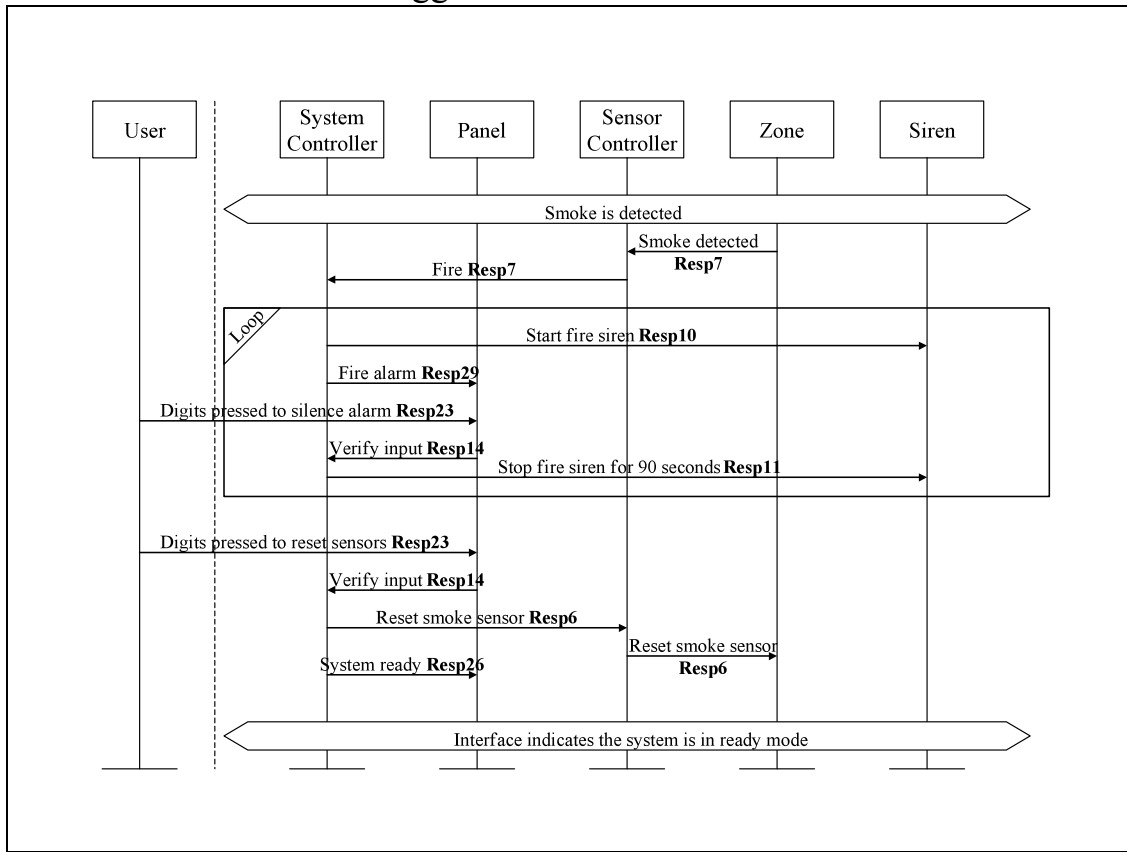 gg
User
System
Controller
Panel
Sensor
Controller
Zone
Siren
Smoke is detected
Smoke detected
Resp7
Fire Resp7
Loop
Start fire siren Resp10
Fire alarm Resp29
Digits pressed to silence alarm Resp23
Verify input Resp14
Stop fire siren for 90 seconds Resp11
Digits pressed to reset sensors Resp23
Verify input Resp14
Reset smoke sensor Resp6
Reset smoke sensor
Resp6
System ready Resp26
Interface indicates the system is in ready mode